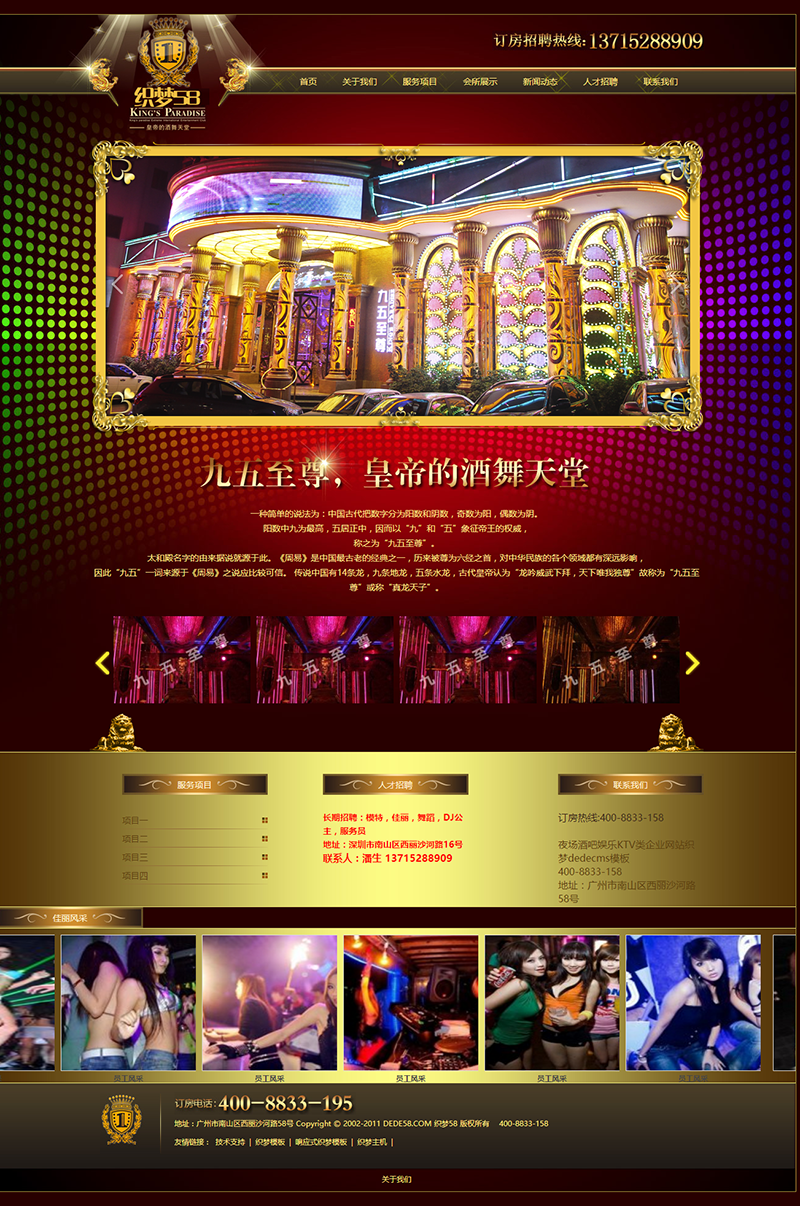 订房招聘热线:13715288909
首页 关于我们 服务项目 会所展示 新闻动态 人才招聘 联系我们
织梦58
KING'S PARADISE
皇帝的酒舞天堂
九五至尊
九五至尊，皇帝的酒舞天堂
一种简单的说法为：中国古代把数字分为阳数和阴数，奇数为阳，偶数为阴。
阳数中九为最高，五居正中，因而以“九”和“五”象征帝王的权威，
称之为“九五至尊”。
太和殿名字的由来据说就源于此。《周易》是中国最古老的经典之一，历来被尊为六经之首，对中华民族的各个领域都有深远影响，
因此“九五”一词来源于《周易》之说应比较可信。 传说中国有14条龙，九条地龙，五条水龙，古代皇帝认为“龙吟威武下拜，天下唯我独尊”故称为“九五至
尊”或称“真龙天子”。
九五至尊 九五至尊 九五至尊 九五至尊
服务项目
项目一
项目二
项目三
项目四
人才招聘
长期招聘：模特，佳丽，舞蹈，DJ公
主，服务员
地址：深圳市南山区西丽沙河路16号
联系人：潘生 13715288909
联系我们
订房热线:400-8833-158
夜场酒吧娱乐KTV类企业网站织
梦dedecms模板
400-8833-158
地址：广州市南山区西丽沙河路
58号
佳丽风采
员工风采 员工风采 员工风采 员工风采 员工风采
订房电话:400-8833-195
地址：广州市南山区西丽沙河路58号 Copyright © 2002-2011 DEDE58.COM 织梦58 版权所有 400-8833-158
友情链接： 技术支持 | 织梦模板 | 响应式织梦模板 | 织梦主机 |
关于我们